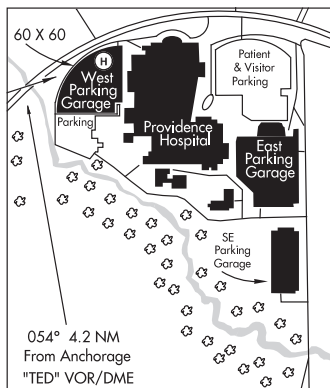 60 X 60
H
West
Parking
Garage
Parking
Patient
& Visitor
Parking
Providence
Hospital
East
Parking
Garage
SE
Parking
Garage
054° 4.2 NM
From Anchorage
"TED" VOR/DME